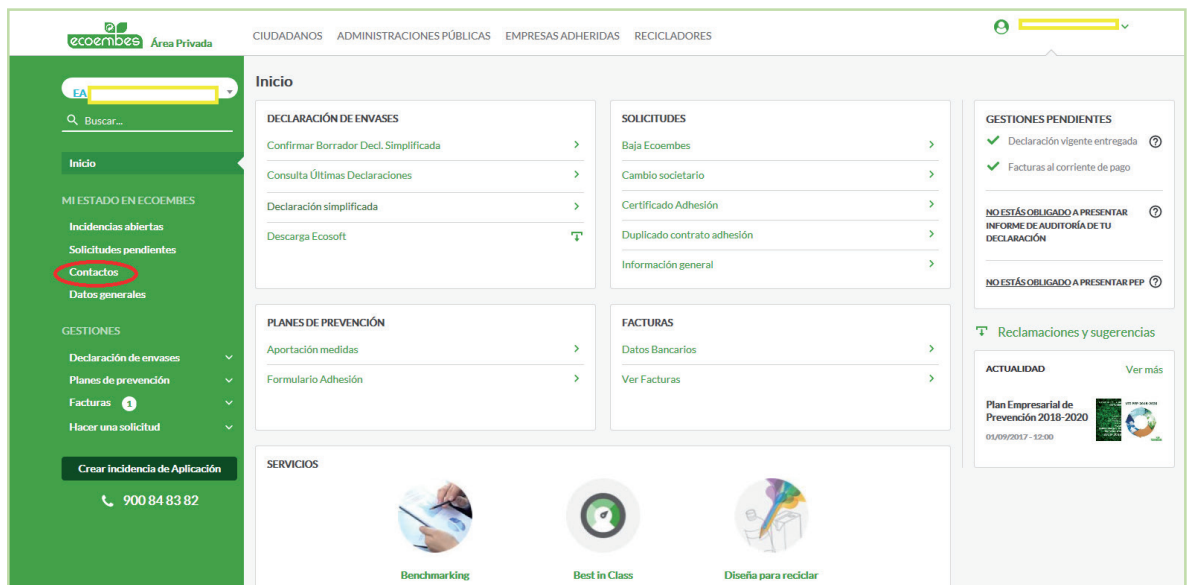 ecoembes Área Privada
CIUDADANOS ADMINISTRACIONES PÚBLICAS EMPRESAS ADHERIDAS RECICLADORES
EA
Buscar...
Inicio
MI ESTADO EN ECOEMBES
Incidencias abiertas
Solicitudes pendientes
Contactos
Datos generales
GESTIONES
Declaración de envases
Planes de prevención
Facturas 1
Hacer una solicitud
Crear incidencia de Aplicación
900 84 83 82
Inicio
DECLARACIÓN DE ENVASES
Confirmar Borrador Decl. Simplificada
Consulta Últimas Declaraciones
Declaración simplificada
Descarga Ecosoft
SOLICITUDES
Baja Ecoembes
Cambio societario
Certificado Adhesión
Duplicado contrato adhesión
Información general
PLANES DE PREVENCIÓN
Aportación medidas
Formulario Adhesión
FACTURAS
Datos Bancarios
Ver Facturas
SERVICIOS
Benchmarking
Best in Class
Diseña para reciclar
GESTIONES PENDIENTES
Declaración vigente entregada ?
Facturas al corriente de pago
NO ESTÁS OBLIGADO A PRESENTAR ?
INFORME DE AUDITORÍA DE TU
DECLARACIÓN
NO ESTÁS OBLIGADO A PRESENTAR PEP ?
Reclamaciones y sugerencias
ACTUALIDAD Ver más
Plan Empresarial de
Prevención 2018-2020
01/09/2017 - 12:00